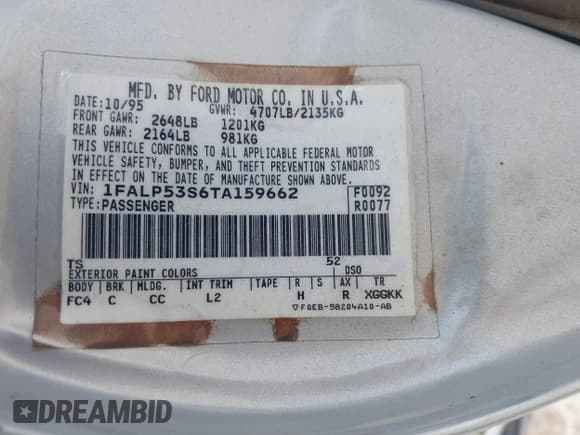 MFD. BY FORD MOTOR CO. IN U.S.A.
DATE: 10/95 GVWR: 4707LB/2135KG
FRONT GAWR: 2648LB 1201KG
REAR GAWR: 2164LB 981KG
THIS VEHICLE CONFORMS TO ALL APPLICABLE FEDERAL MOTOR
VEHICLE SAFETY, BUMPER, AND THEFT PREVENTION STANDARDS
IN EFFECT ON THE DATE OF MANUFACTURE SHOWN ABOVE.
VIN: 1FALP53S6TA159662 F0092
TYPE: PASSENGER R0077
TS 52
EXTERIOR PAINT COLORS DSO
BODY BRK MLDG. INT TRIM TAPE R S AX TR
FC4 C CC L2 H R XGGKK
▽F0EB-58204A10-AB
DREAMBID